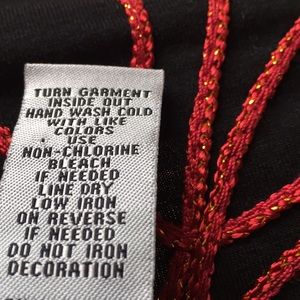 TURN GARMENT
INSIDE OUT
HAND WASH COLD
WITH LIKE
COLORS
USE
NON-CHLORINE
BLEACH
IF NEEDED
LINE DRY
LOW IRON
ON REVERSE
IF NEEDED
DO NOT IRON
DECORATION